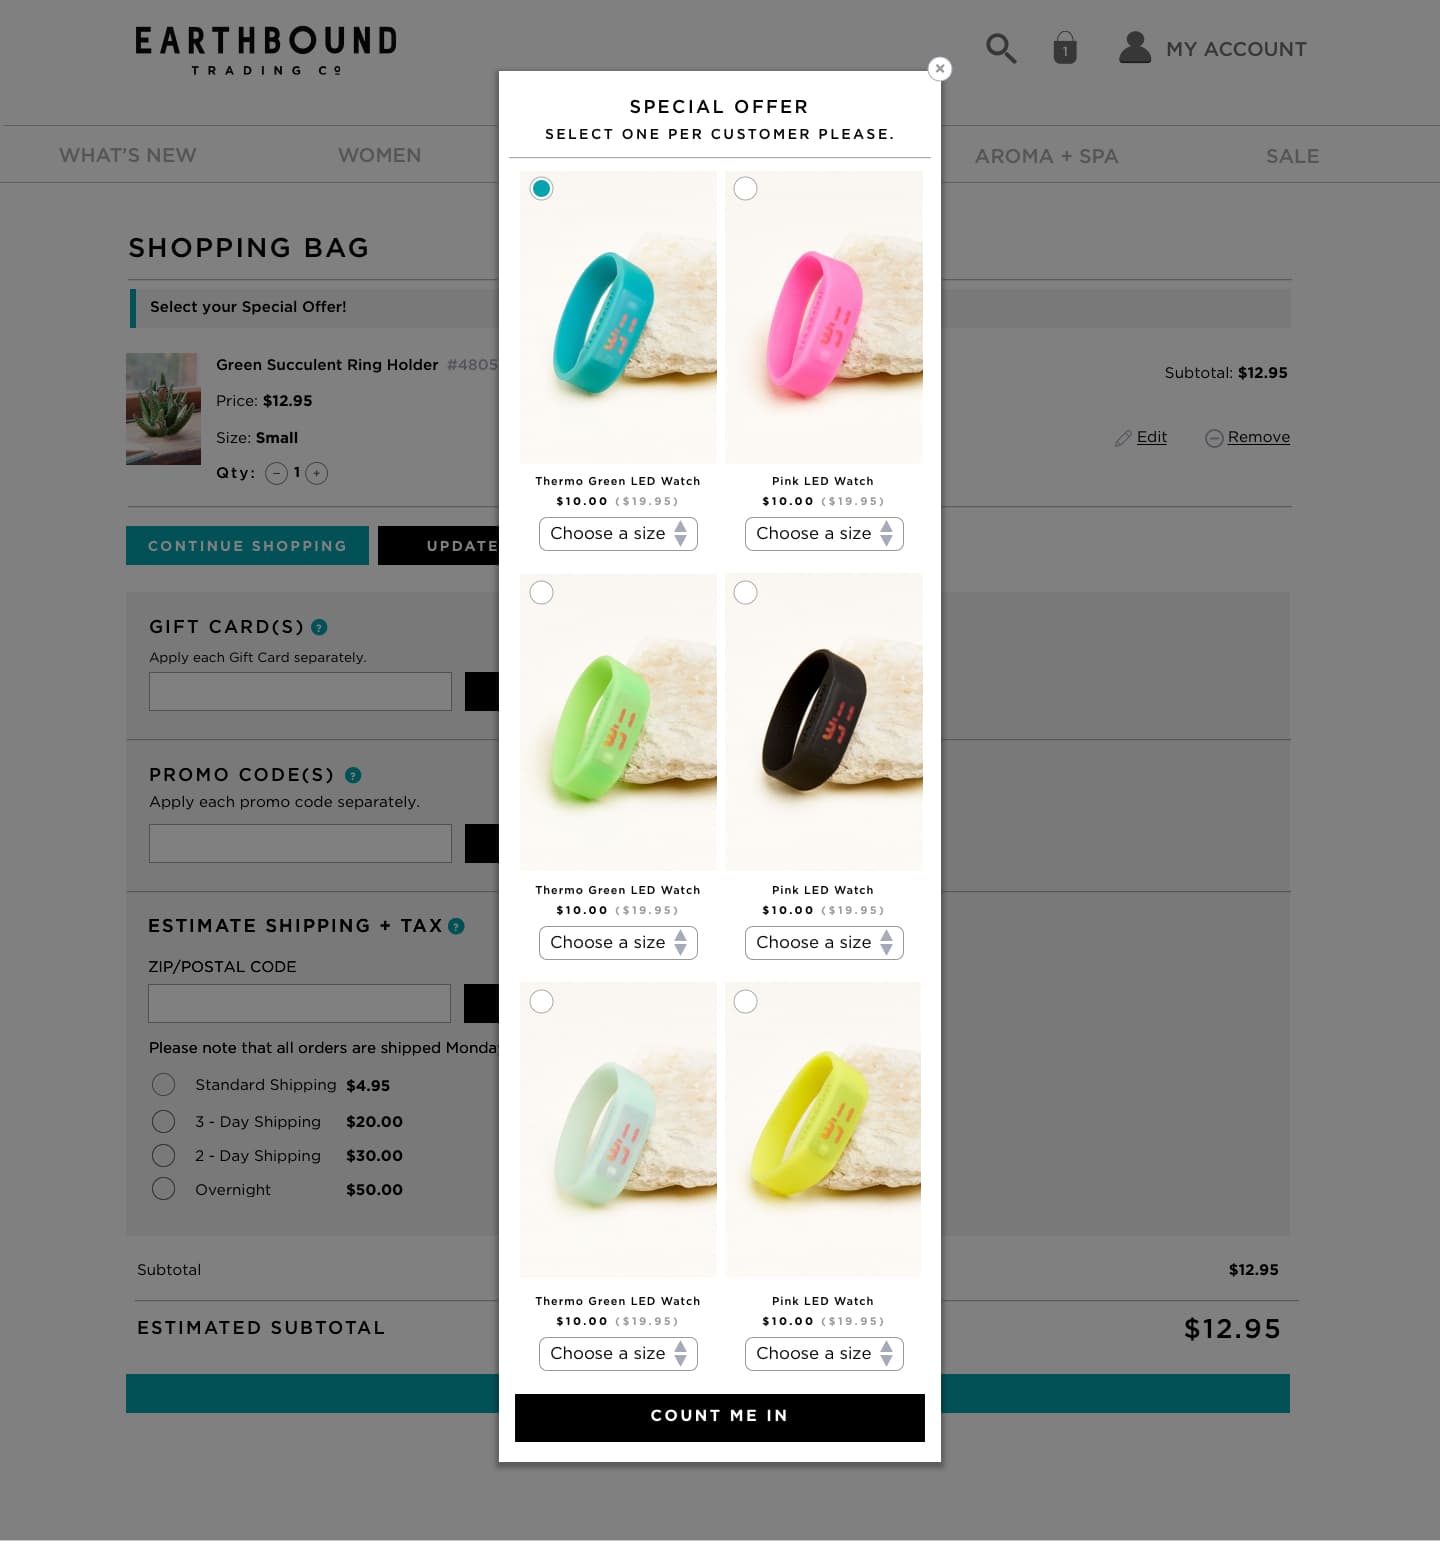 EARTHBOUND
TRADING Cº
1
MY ACCOUNT
WHAT'S NEW
WOMEN
AROMA + SPA
SALE
SHOPPING BAG
Select your Special Offer!
Green Succulent Ring Holder #4805
Price: $12.95
Size: Small
Qty: − 1 +
Subtotal: $12.95
Edit
Remove
CONTINUE SHOPPING
UPDATE
GIFT CARD(S) ?
Apply each Gift Card separately.
PROMO CODE(S) ?
Apply each promo code separately.
ESTIMATE SHIPPING + TAX ?
ZIP/POSTAL CODE
Please note that all orders are shipped Monda
Standard Shipping $4.95
3 - Day Shipping $20.00
2 - Day Shipping $30.00
Overnight $50.00
Subtotal
$12.95
ESTIMATED SUBTOTAL
$12.95
×
SPECIAL OFFER
SELECT ONE PER CUSTOMER PLEASE.
Thermo Green LED Watch
$10.00 ($19.95)
Choose a size
Pink LED Watch
$10.00 ($19.95)
Choose a size
Thermo Green LED Watch
$10.00 ($19.95)
Choose a size
Pink LED Watch
$10.00 ($19.95)
Choose a size
Thermo Green LED Watch
$10.00 ($19.95)
Choose a size
Pink LED Watch
$10.00 ($19.95)
Choose a size
COUNT ME IN